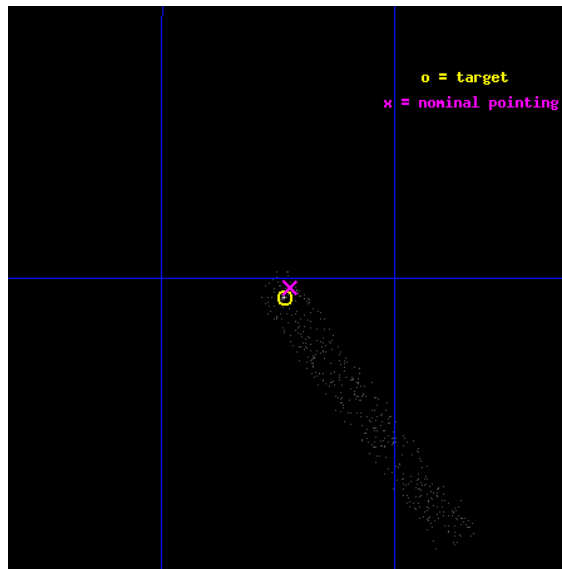 o = target
x = nominal pointing